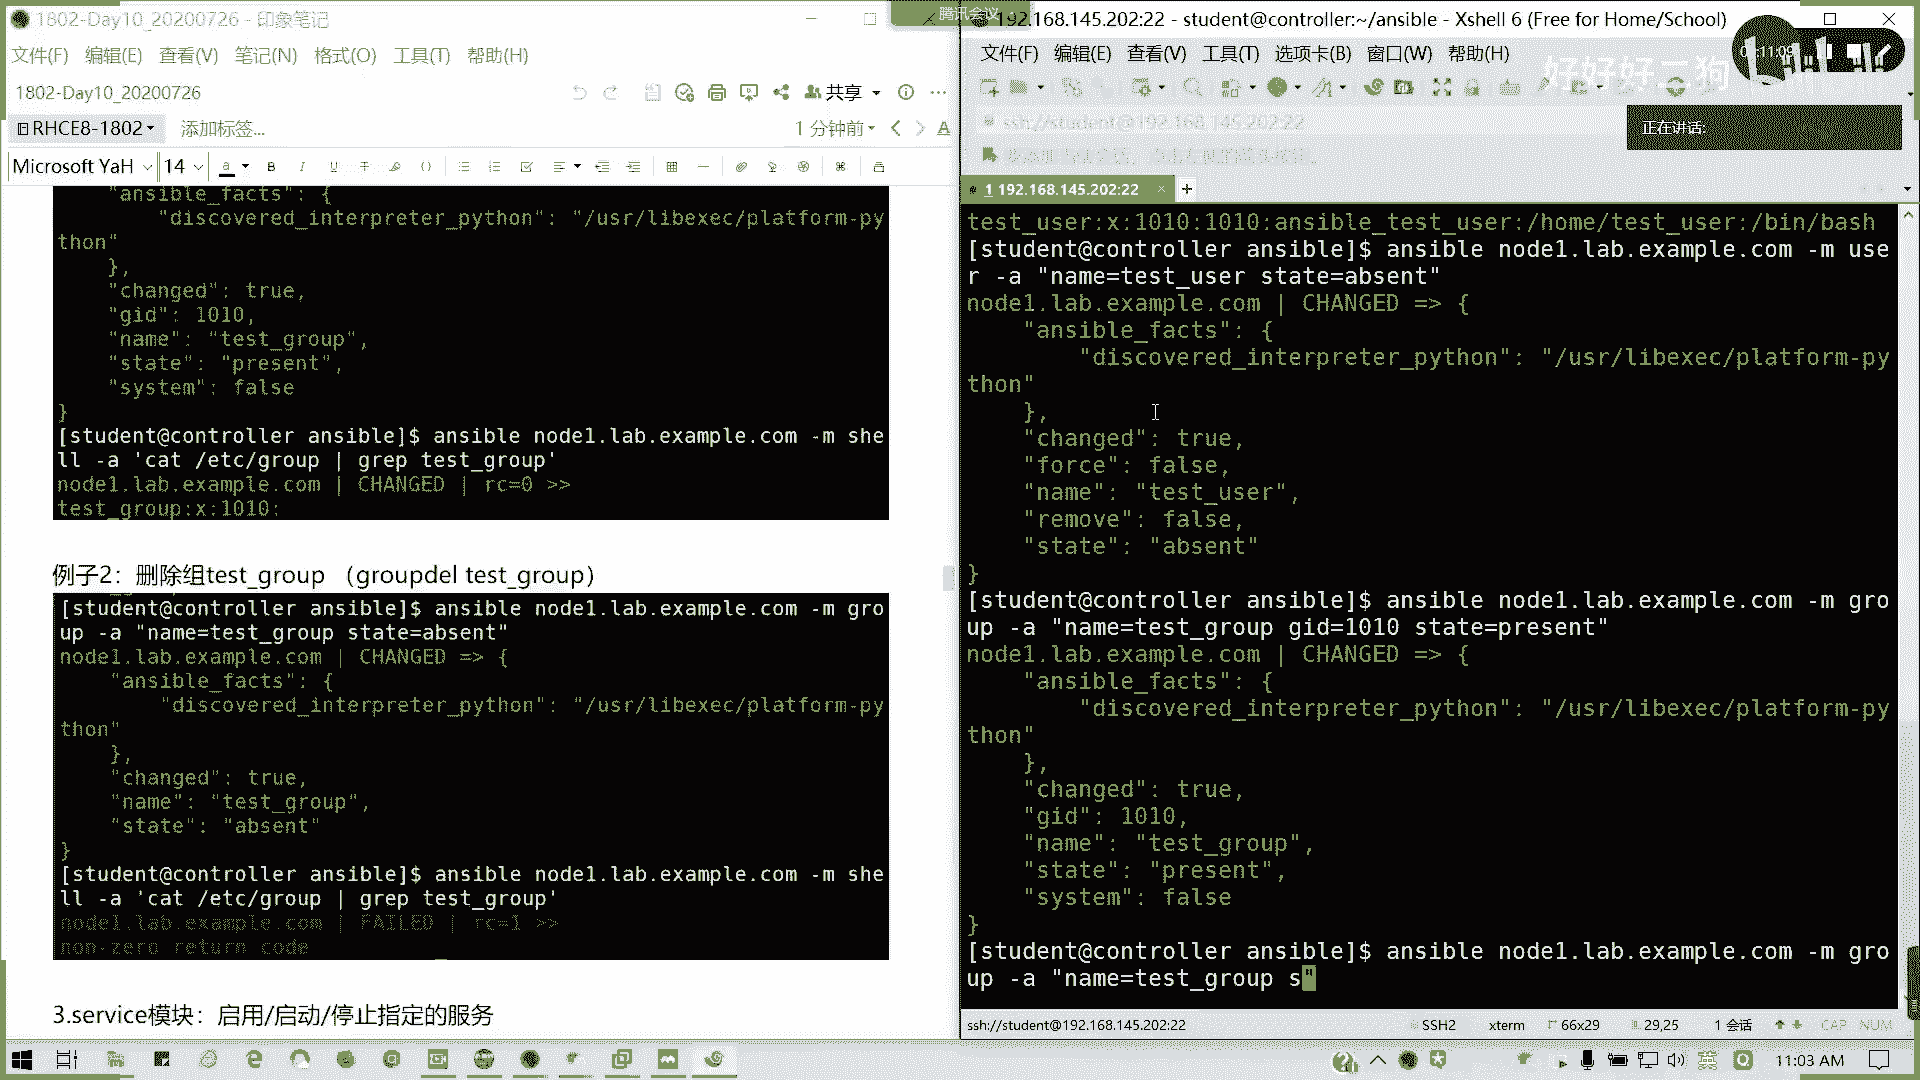 1802-Day10_20200726 - 印象笔记
文件(F) 编辑(E) 查看(V) 笔记(N) 格式(O) 工具(T) 帮助(H)
1802-Day10_20200726
共享
RHCE8-1802
添加标签...
1 分钟前
Microsoft YaH 14
"ansible_facts": {
"discovered_interpreter_python": "/usr/libexec/platform-py
thon"
},
"changed": true,
"gid": 1010,
"name": "test_group",
"state": "present",
"system": false
}
[student@controller ansible]$ ansible node1.lab.example.com -m she
ll -a 'cat /etc/group | grep test_group'
node1.lab.example.com | CHANGED | rc=0 >>
test_group:x:1010:
例子2：删除组test_group （groupdel test_group）
[student@controller ansible]$ ansible node1.lab.example.com -m gro
up -a "name=test_group state=absent"
node1.lab.example.com | CHANGED => {
"ansible_facts": {
"discovered_interpreter_python": "/usr/libexec/platform-py
thon"
},
"changed": true,
"name": "test_group",
"state": "absent"
}
[student@controller ansible]$ ansible node1.lab.example.com -m she
ll -a 'cat /etc/group | grep test_group'
node1.lab.example.com | FAILED | rc=1 >>
non-zero return code
3.service模块：启用/启动/停止指定的服务
腾讯会议
192.168.145.202:22 - student@controller:~/ansible - Xshell 6 (Free for Home/School)
文件(F) 编辑(E) 查看(V) 工具(T) 选项卡(B) 窗口(W) 帮助(H)
好好好二狗
ssh://student@192.168.145.202:22
正在讲话:
1 192.168.145.202:22
test_user:x:1010:1010:ansible_test_user:/home/test_user:/bin/bash
[student@controller ansible]$ ansible node1.lab.example.com -m use
r -a "name=test_user state=absent"
node1.lab.example.com | CHANGED => {
"ansible_facts": {
"discovered_interpreter_python": "/usr/libexec/platform-py
thon"
},
"changed": true,
"force": false,
"name": "test_user",
"remove": false,
"state": "absent"
}
[student@controller ansible]$ ansible node1.lab.example.com -m gro
up -a "name=test_group gid=1010 state=present"
node1.lab.example.com | CHANGED => {
"ansible_facts": {
"discovered_interpreter_python": "/usr/libexec/platform-py
thon"
},
"changed": true,
"gid": 1010,
"name": "test_group",
"state": "present",
"system": false
}
[student@controller ansible]$ ansible node1.lab.example.com -m gro
up -a "name=test_group s"
ssh://student@192.168.145.202:22 SSH2 xterm 66x29 29,25 1 会话 CAP NUM
英 11:03 AM